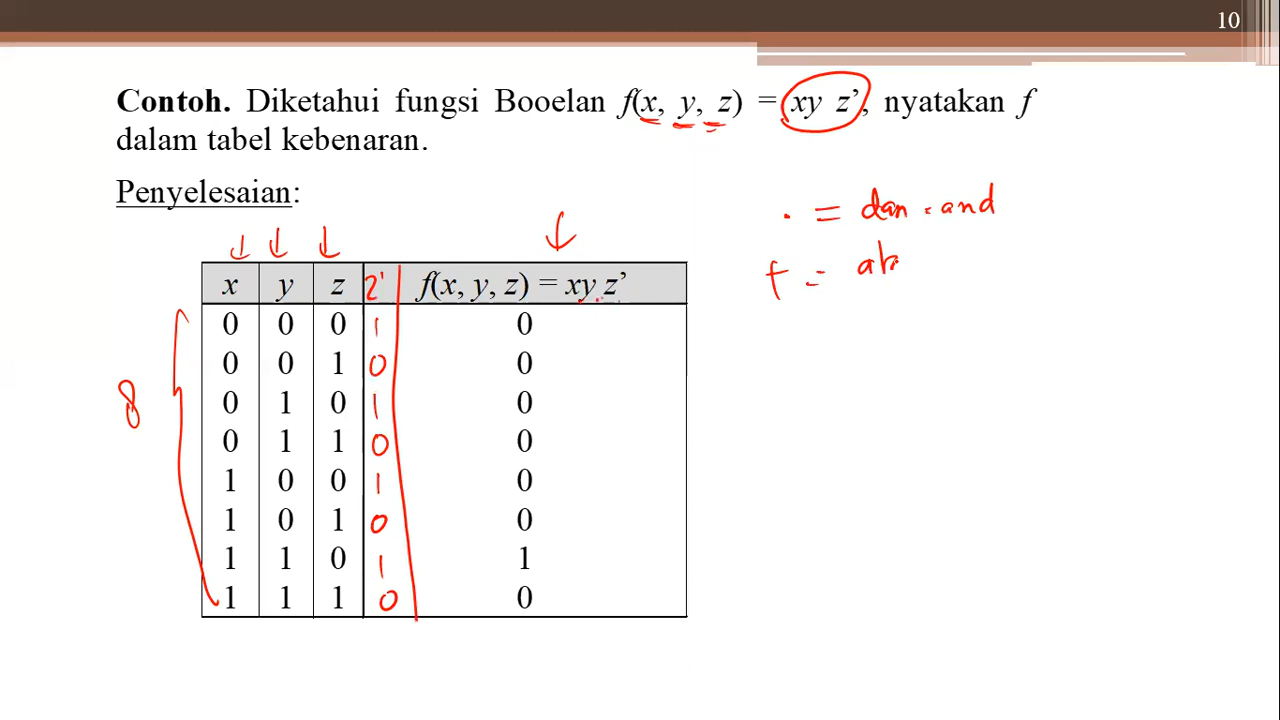 10
Contoh. Diketahui fungsi Booelan f(x, y, z) = xy z’, nyatakan f
dalam tabel kebenaran.
Penyelesaian:
· = dan · and
+ =
8
x y z z' f(x, y, z) = xy z’
0 0 0 1 0
0 0 1 0 0
0 1 0 1 0
0 1 1 0 0
1 0 0 1 0
1 0 1 0 0
1 1 0 1 1
1 1 1 0 0